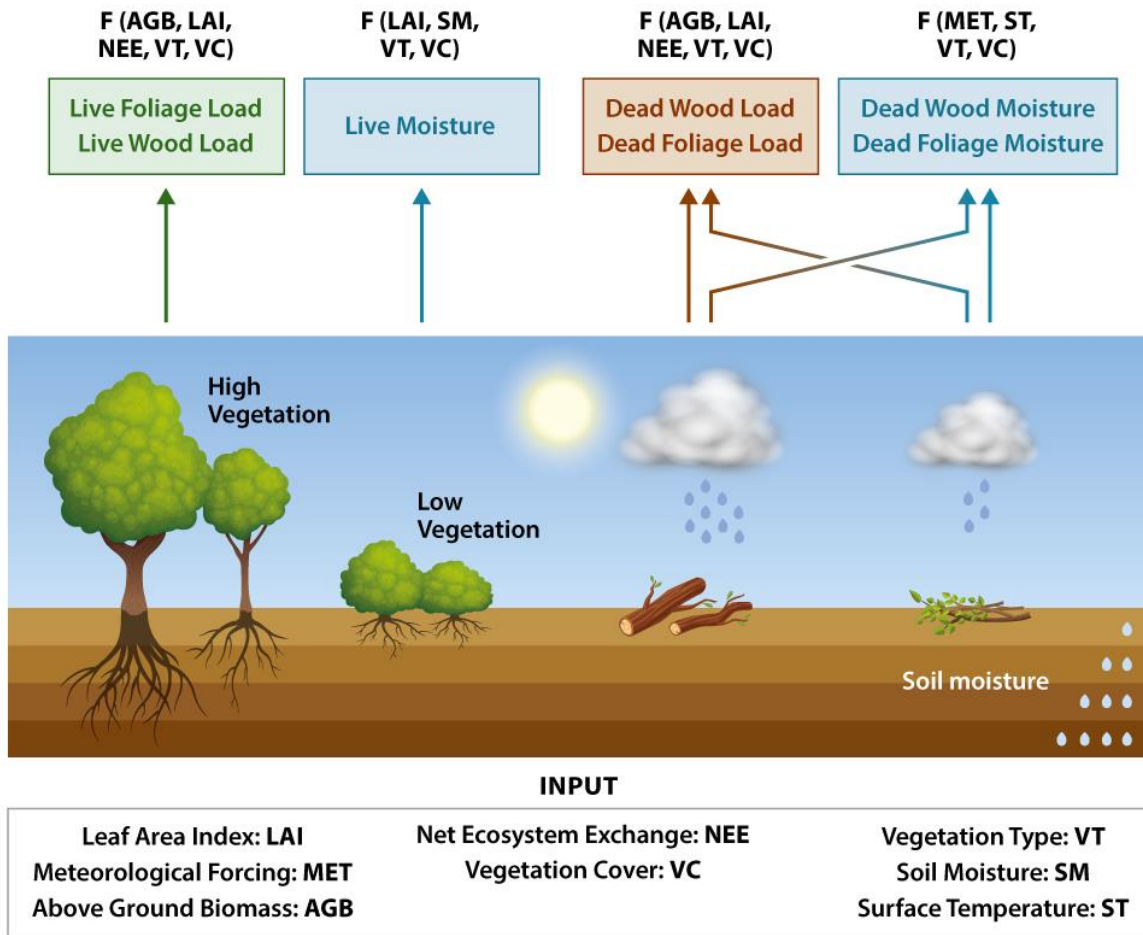 F (AGB, LAI,
NEE, VT, VC)
F (LAI, SM,
VT, VC)
F (AGB, LAI,
NEE, VT, VC)
F (MET, ST,
VT, VC)
Live Foliage Load
Live Wood Load
Live Moisture
Dead Wood Load
Dead Foliage Load
Dead Wood Moisture
Dead Foliage Moisture
High
Vegetation
Low
Vegetation
Soil moisture
INPUT
Leaf Area Index: LAI
Meteorological Forcing: MET
Above Ground Biomass: AGB
Net Ecosystem Exchange: NEE
Vegetation Cover: VC
Vegetation Type: VT
Soil Moisture: SM
Surface Temperature: ST